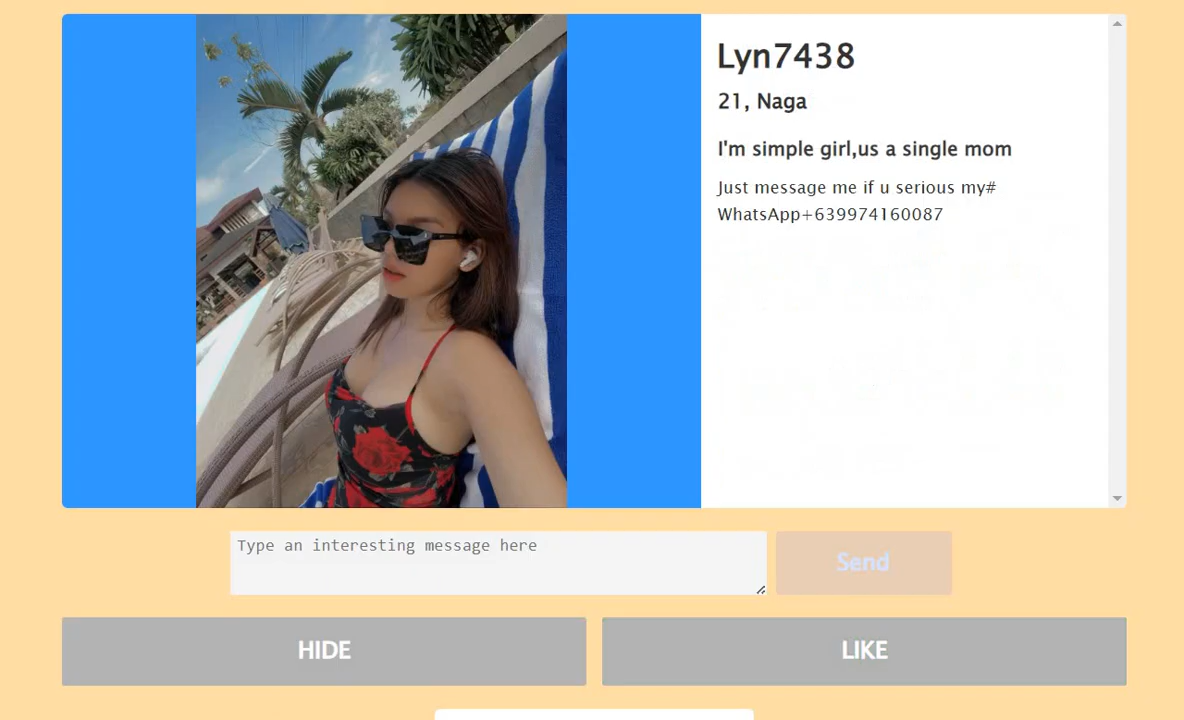 Lyn7438
21, Naga
I'm simple girl,us a single mom
Just message me if u serious my#
WhatsApp+639974160087
Type an interesting message here
Send
HIDE
LIKE